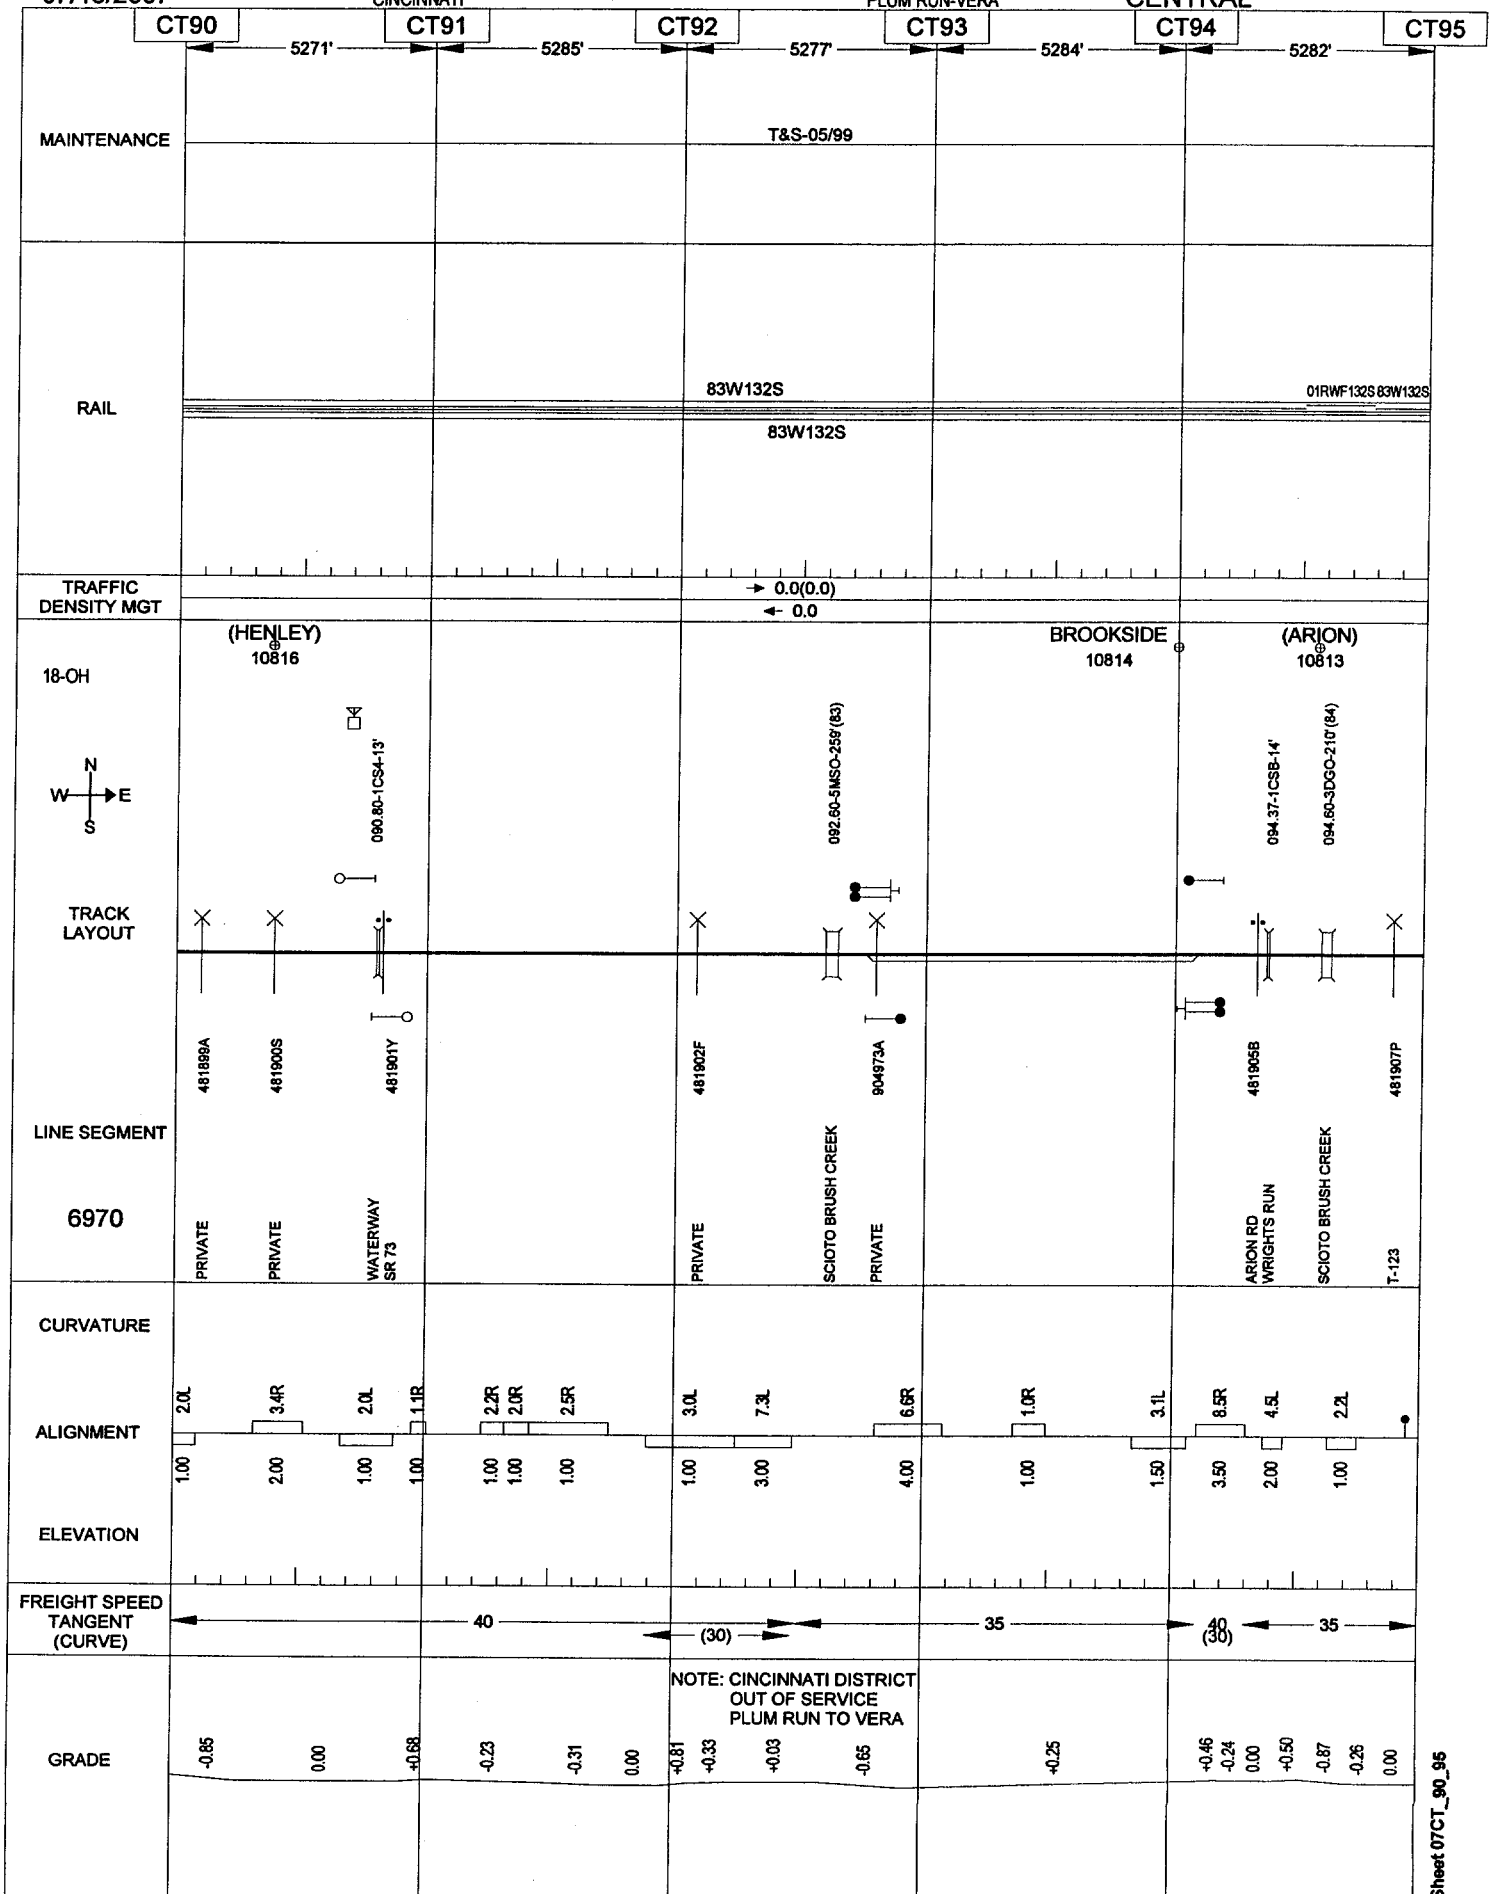 CINCINNATI PLUM RUN-VERA CENTRAL
CT90 CT91 CT92 CT93 CT94 CT95
5271' 5285' 5277' 5284' 5282'
MAINTENANCE
T&S-05/99
RAIL
83W132S
01RWF132S 83W132S
83W132S
TRAFFIC
DENSITY MGT
0.0(0.0)
0.0
(HENLEY)
10816
BROOKSIDE
10814
(ARION)
10813
18-OH
N
W E
S
090.80-1CS4-13'
092.60-5MSO-259'(83)
094.37-1CSB-14'
094.60-3DGO-210'(84)
TRACK
LAYOUT
481899A
481900S
481901Y
481902F
904973A
481905B
481907P
LINE SEGMENT
6970
PRIVATE
PRIVATE
WATERWAY
SR 73
PRIVATE
SCIOTO BRUSH CREEK
PRIVATE
ARION RD
WRIGHTS RUN
SCIOTO BRUSH CREEK
T-123
CURVATURE
2.0L 3.4R 2.0L 1.1R 2.2R 2.0R 2.5R 3.0L 7.3L 6.6R 1.0R 3.1L 8.5R 4.5L 2.2L
ALIGNMENT
1.00 2.00 1.00 1.00 1.00 1.00 1.00 1.00 3.00 4.00 1.00 1.50 3.50 2.00 1.00
ELEVATION
FREIGHT SPEED
TANGENT
(CURVE)
40 35 40 35
(30) (30)
NOTE: CINCINNATI DISTRICT
OUT OF SERVICE
PLUM RUN TO VERA
GRADE
-0.85 0.00 +0.68 -0.23 -0.31 0.00 +0.81 +0.33 +0.03 -0.65 +0.25 +0.46 -0.24 0.00 +0.50 -0.87 -0.26 0.00
Sheet 07CT_90_95